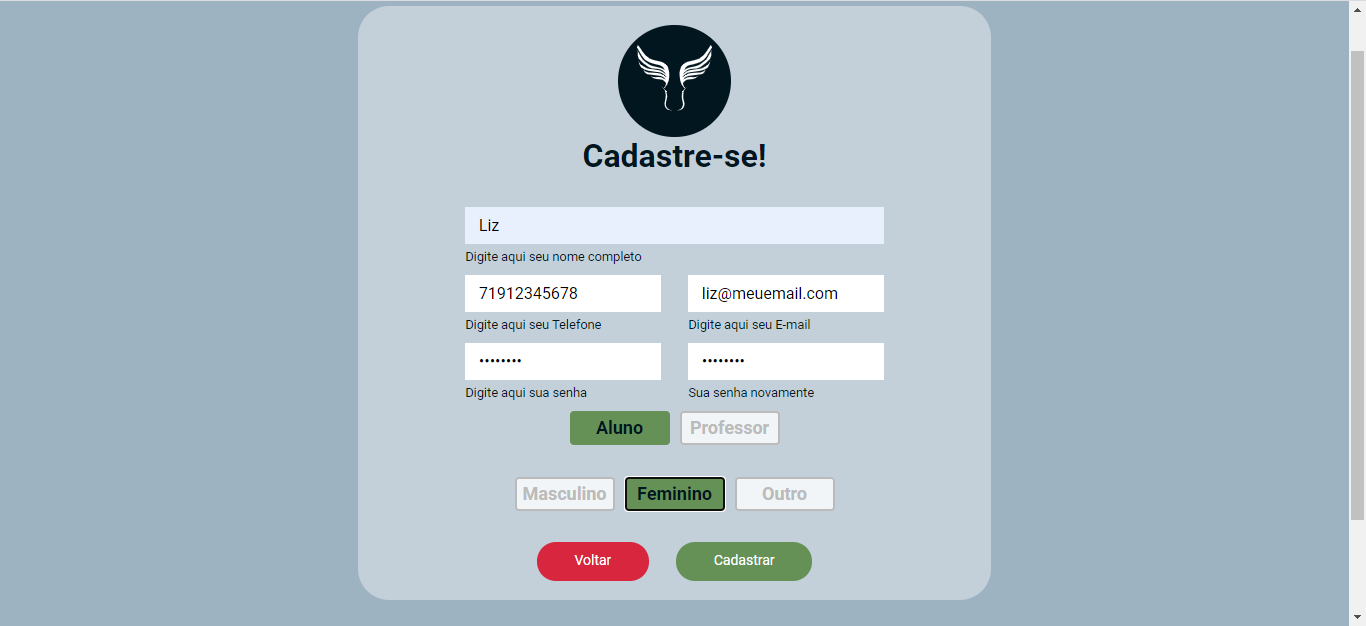 Cadastre-se!
Liz
Digite aqui seu nome completo
71912345678 liz@meuemail.com
Digite aqui seu Telefone Digite aqui seu E-mail
•••••••• ••••••••
Digite aqui sua senha Sua senha novamente
Aluno Professor
Masculino Feminino Outro
Voltar Cadastrar